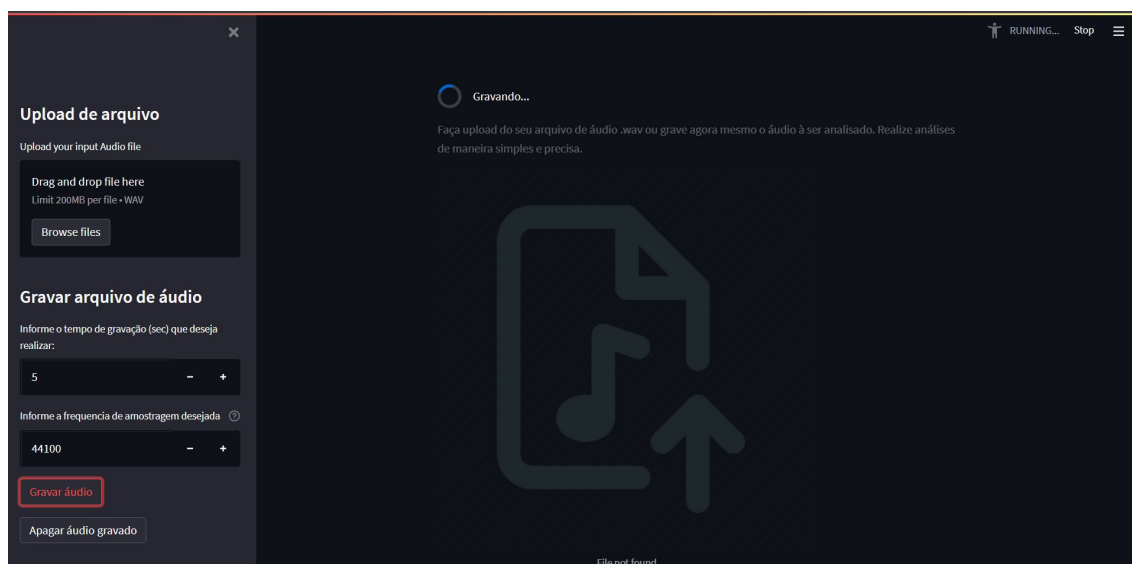 RUNNING... Stop
Upload de arquivo
Upload your input Audio file
Drag and drop file here
Limit 200MB per file • WAV
Browse files
Gravar arquivo de áudio
Informe o tempo de gravação (sec) que deseja
realizar:
5 - +
Informe a frequencia de amostragem desejada
44100 - +
Gravar áudio
Apagar áudio gravado
Gravando...
Faça upload do seu arquivo de áudio .wav ou grave agora mesmo o áudio à ser analisado. Realize análises
de maneira simples e precisa.
File not found